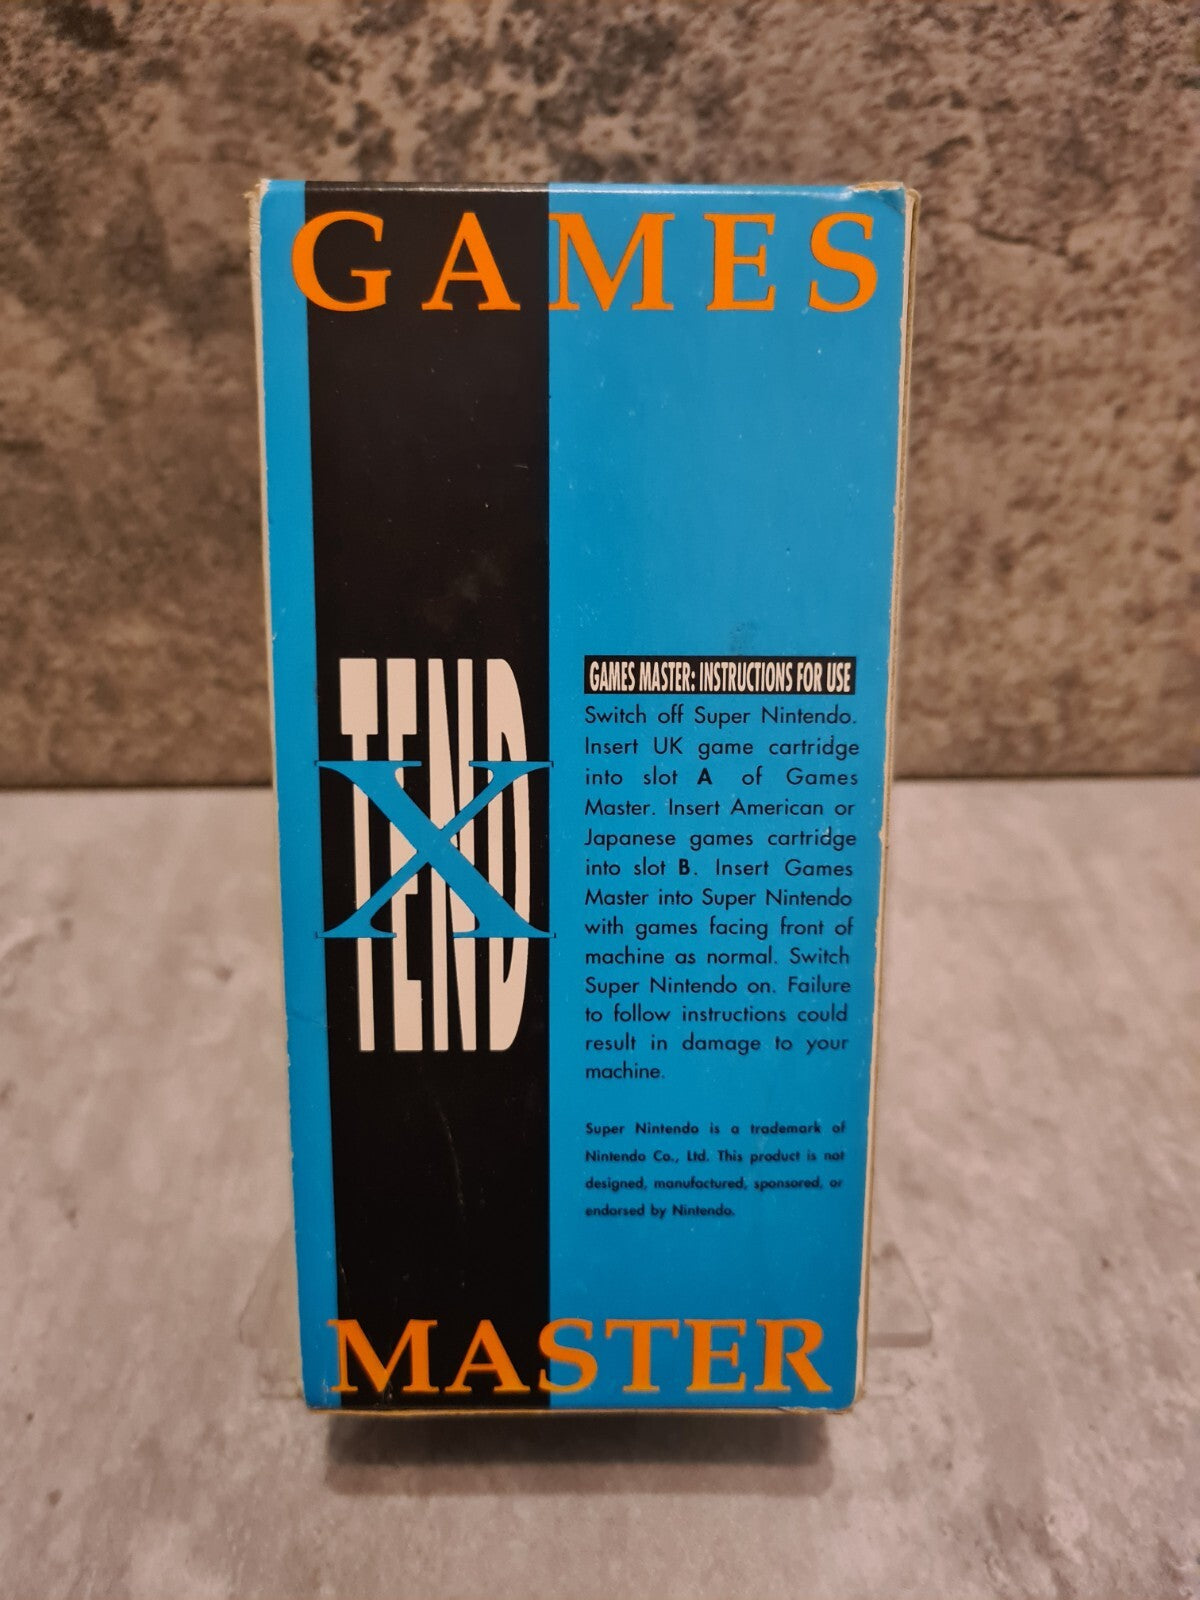 GAMES
X
TEND
GAMES MASTER: INSTRUCTIONS FOR USE
Switch off Super Nintendo.
Insert UK game cartridge
into slot A of Games
Master. Insert American or
Japanese games cartridge
into slot B. Insert Games
Master into Super Nintendo
with games facing front of
machine as normal. Switch
Super Nintendo on. Failure
to follow instructions could
result in damage to your
machine.
Super Nintendo is a trademark of
Nintendo Co., Ltd. This product is not
designed, manufactured, sponsored, or
endorsed by Nintendo.
MASTER